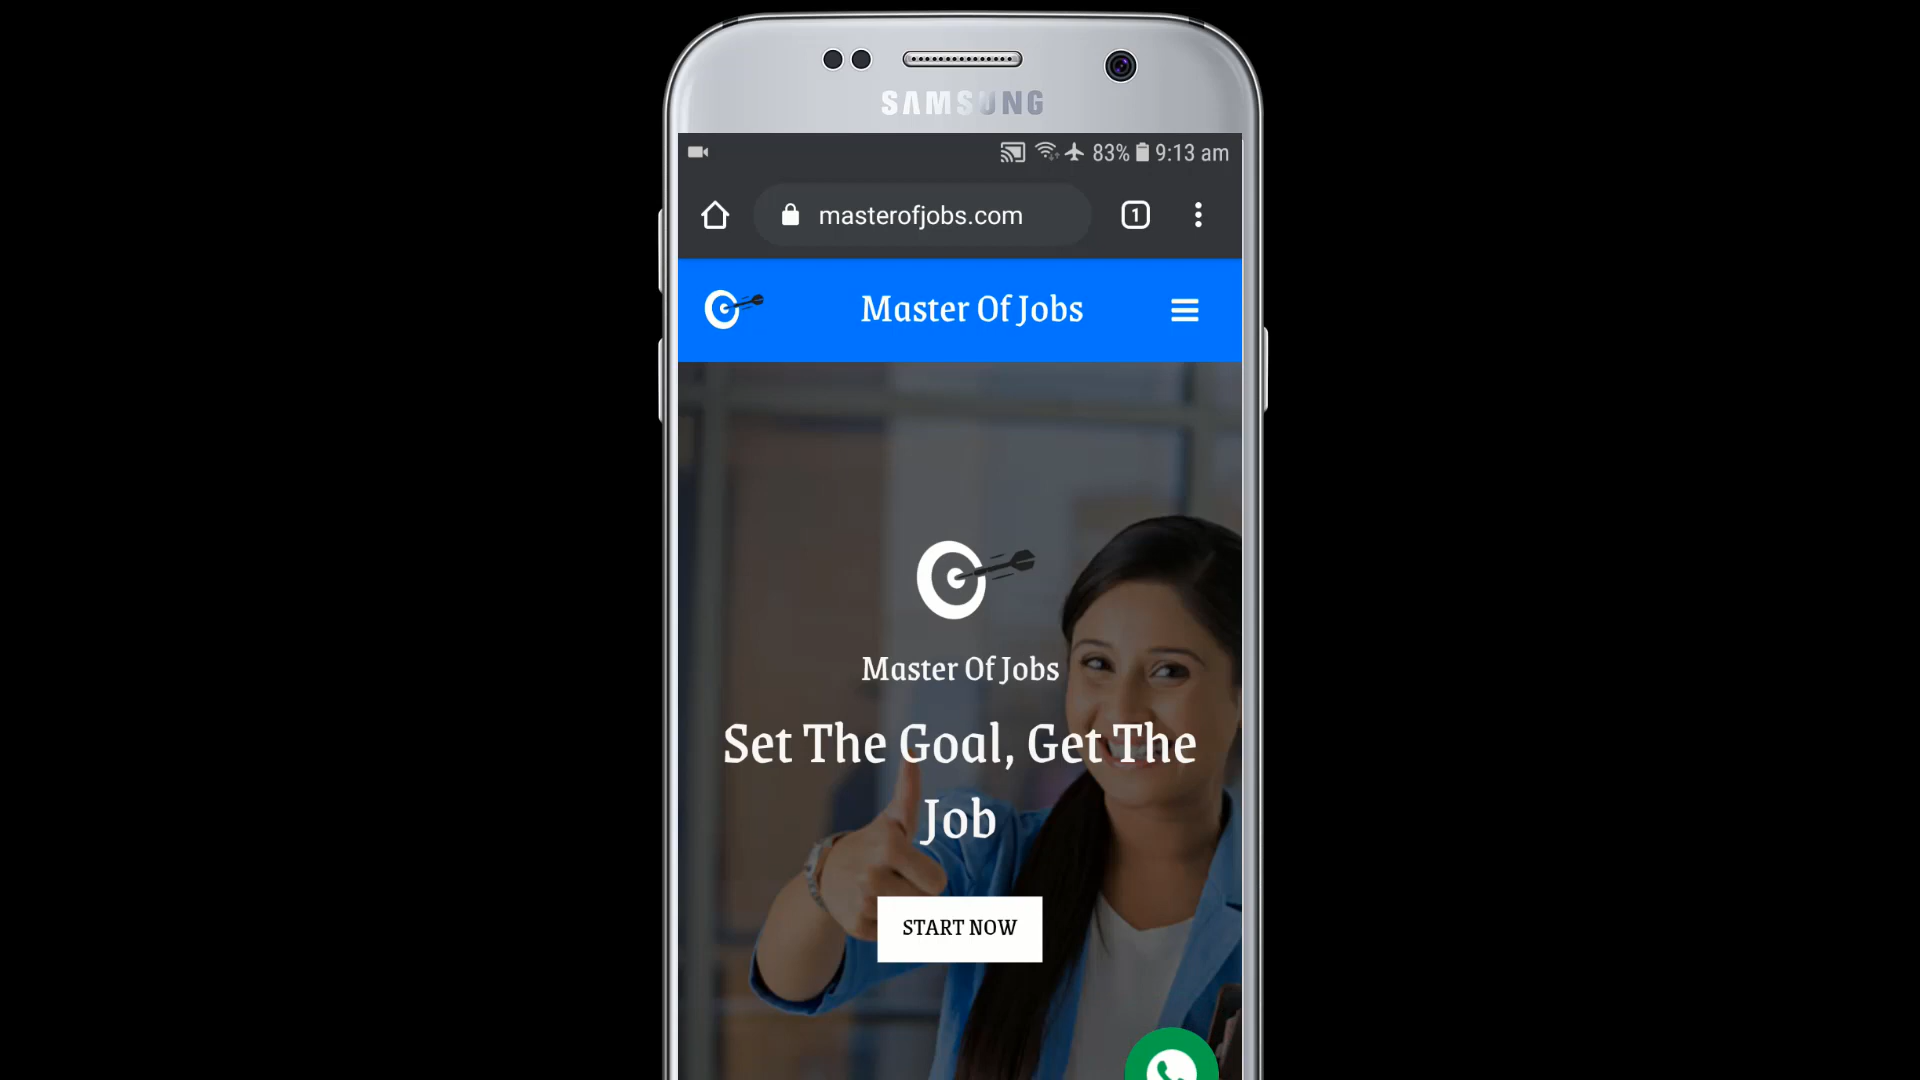 SAMSUNG
83% 9:13 am
masterofjobs.com
1
Master Of Jobs
Master Of Jobs
Set The Goal, Get The
Job
START NOW